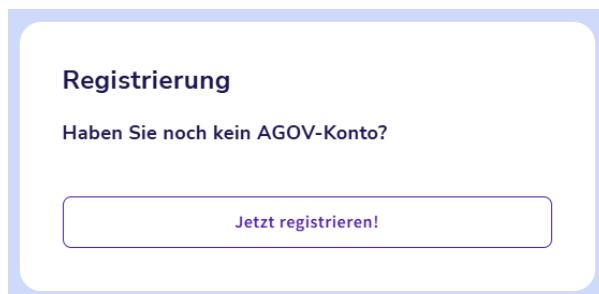 Registrierung
Haben Sie noch kein AGOV-Konto?
Jetzt registrieren!